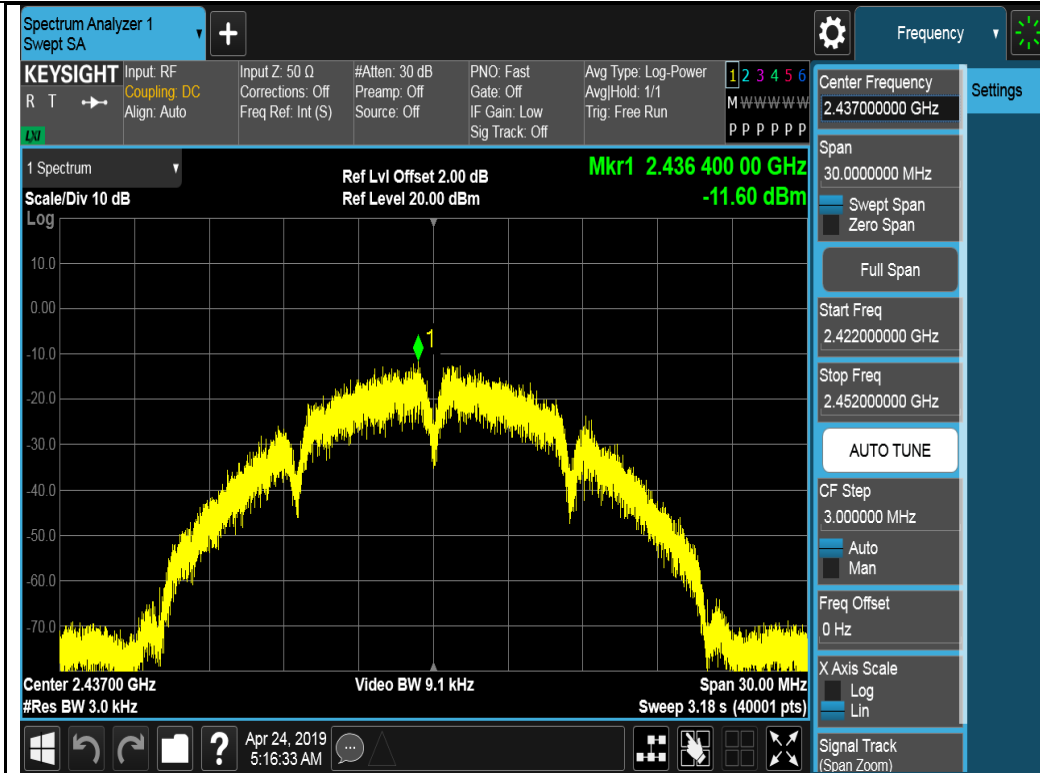 Spectrum Analyzer 1
Swept SA
+
Frequency
KEYSIGHT
R T
LXI
Input: RF
Coupling: DC
Align: Auto
Input Z: 50 Ω
Corrections: Off
Freq Ref: Int (S)
#Atten: 30 dB
Preamp: Off
Source: Off
PNO: Fast
Gate: Off
IF Gain: Low
Sig Track: Off
Avg Type: Log-Power
Avg|Hold: 1/1
Trig: Free Run
1 2 3 4 5 6
M W W W W W
P P P P P P
1 Spectrum
Scale/Div 10 dB
Log
Ref Lvl Offset 2.00 dB
Ref Level 20.00 dBm
Mkr1 2.436 400 00 GHz
-11.60 dBm
10.0
0.00
-10.0
-20.0
-30.0
-40.0
-50.0
-60.0
-70.0
1
Center 2.43700 GHz
#Res BW 3.0 kHz
Video BW 9.1 kHz
Span 30.00 MHz
Sweep 3.18 s (40001 pts)
Apr 24, 2019
5:16:33 AM
?
Center Frequency
2.437000000 GHz
Settings
Span
30.0000000 MHz
Swept Span
Zero Span
Full Span
Start Freq
2.422000000 GHz
Stop Freq
2.452000000 GHz
AUTO TUNE
CF Step
3.000000 MHz
Auto
Man
Freq Offset
0 Hz
X Axis Scale
Log
Lin
Signal Track
(Span Zoom)